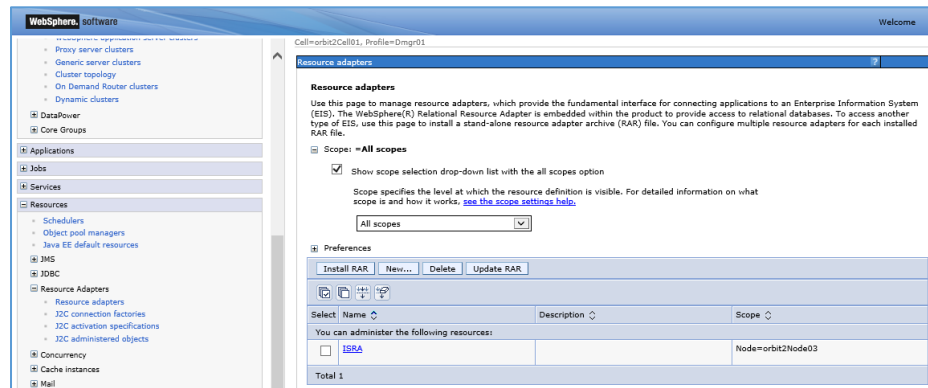 WebSphere. software
Welcome
Proxy server clusters
Generic server clusters
Cluster topology
On Demand Router clusters
Dynamic clusters
DataPower
Core Groups
Applications
Jobs
Services
Resources
Schedulers
Object pool managers
Java EE default resources
JMS
JDBC
Resource Adapters
Resource adapters
J2C connection factories
J2C activation specifications
J2C administered objects
Concurrency
Cache instances
Mail
Cell=orbit2Cell01, Profile=Dmgr01
Resource adapters
?
Resource adapters
Use this page to manage resource adapters, which provide the fundamental interface for connecting applications to an Enterprise Information System
(EIS). The WebSphere(R) Relational Resource Adapter is embedded within the product to provide access to relational databases. To access another
type of EIS, use this page to install a stand-alone resource adapter archive (RAR) file. You can configure multiple resource adapters for each installed
RAR file.
Scope: =All scopes
Show scope selection drop-down list with the all scopes option
Scope specifies the level at which the resource definition is visible. For detailed information on what
scope is and how it works, see the scope settings help.
All scopes
Preferences
Install RAR New... Delete Update RAR
Select Name Description Scope
You can administer the following resources:
ISRA Node=orbit2Node03
Total 1